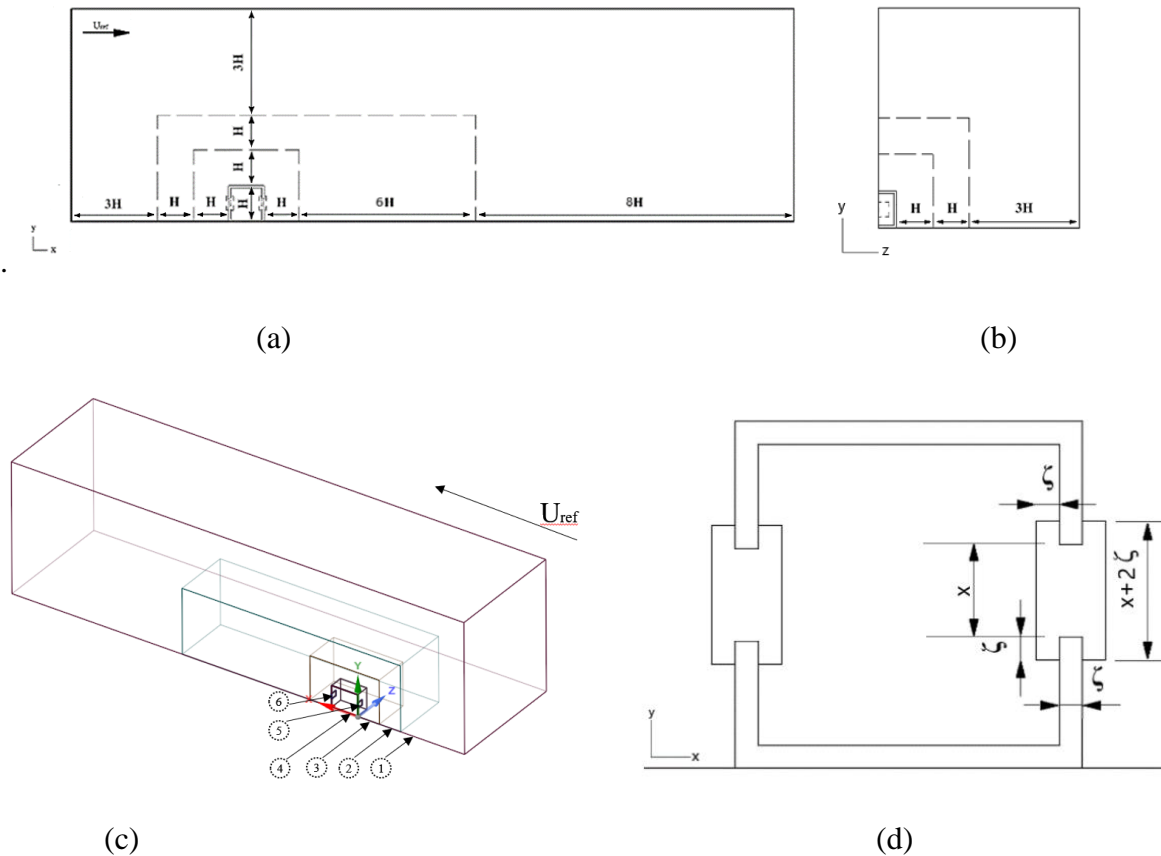 Uref
3H
H
H
3H H H H H 6H 8H
y
x
.
(a)
H H 3H
y
z
(b)
Uref
Y
Z
X
6
5
4 3 2 1
(c)
ζ
x
x+2ζ
ζ
ζ
y
x
(d)